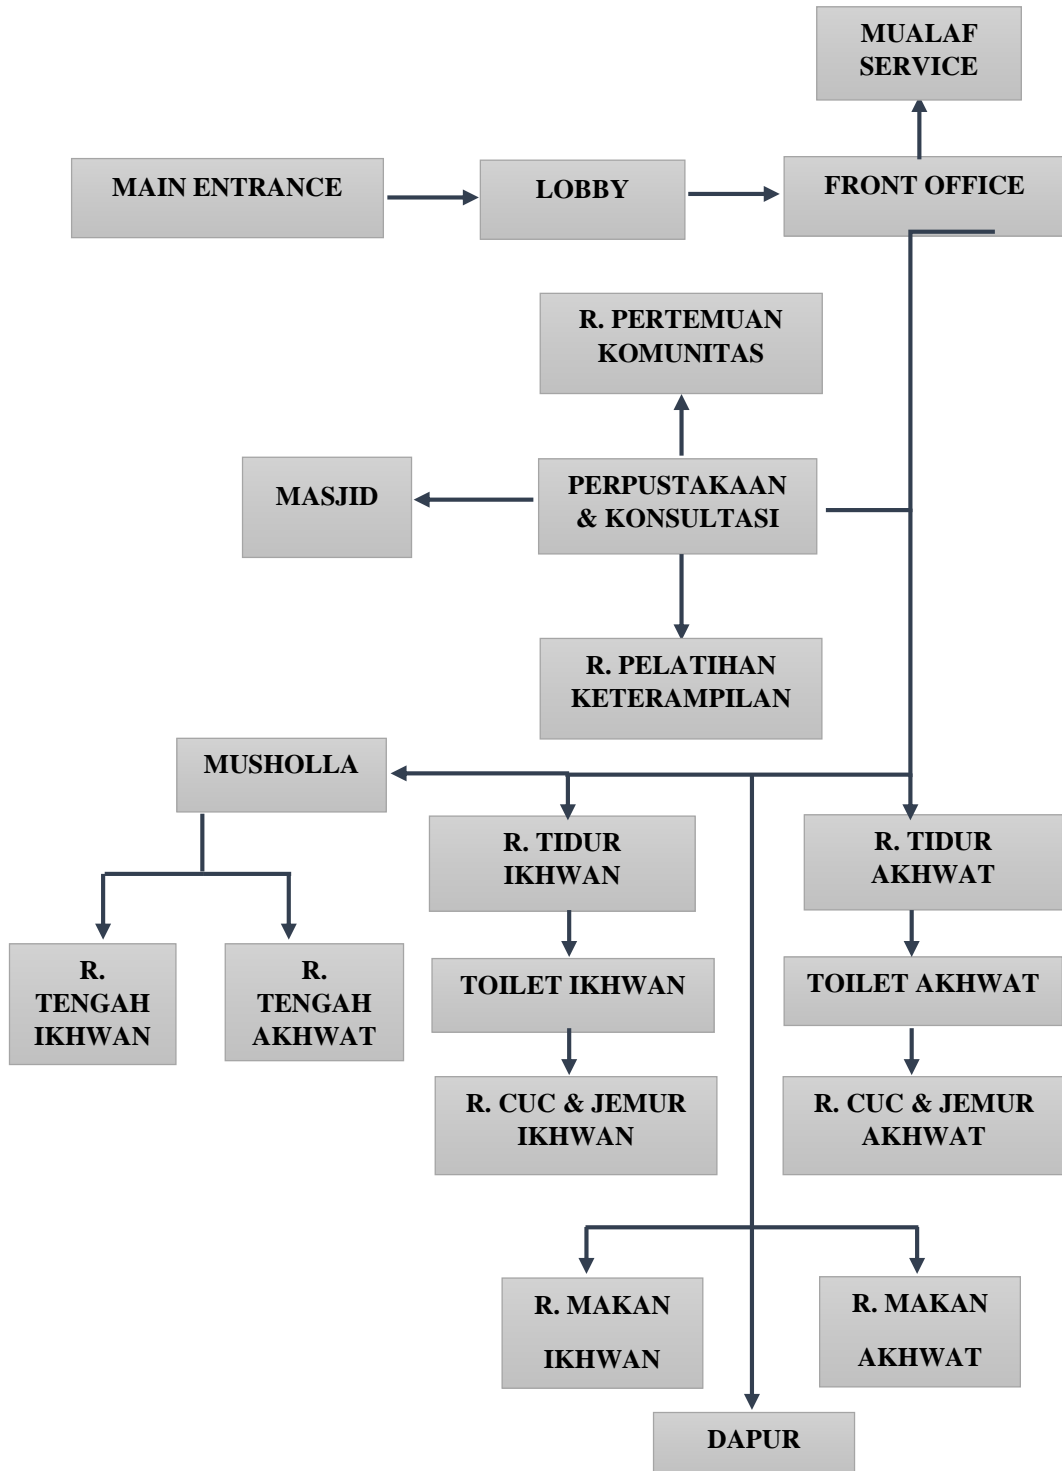 MUALAF
SERVICE
MAIN ENTRANCE
LOBBY
FRONT OFFICE
R. PERTEMUAN
KOMUNITAS
MASJID
PERPUSTAKAAN
& KONSULTASI
R. PELATIHAN
KETERAMPILAN
MUSHOLLA
R. TIDUR
IKHWAN
R. TIDUR
AKHWAT
R.
TENGAH
IKHWAN
R.
TENGAH
AKHWAT
TOILET IKHWAN
TOILET AKHWAT
R. CUC & JEMUR
IKHWAN
R. CUC & JEMUR
AKHWAT
R. MAKAN
IKHWAN
R. MAKAN
AKHWAT
DAPUR